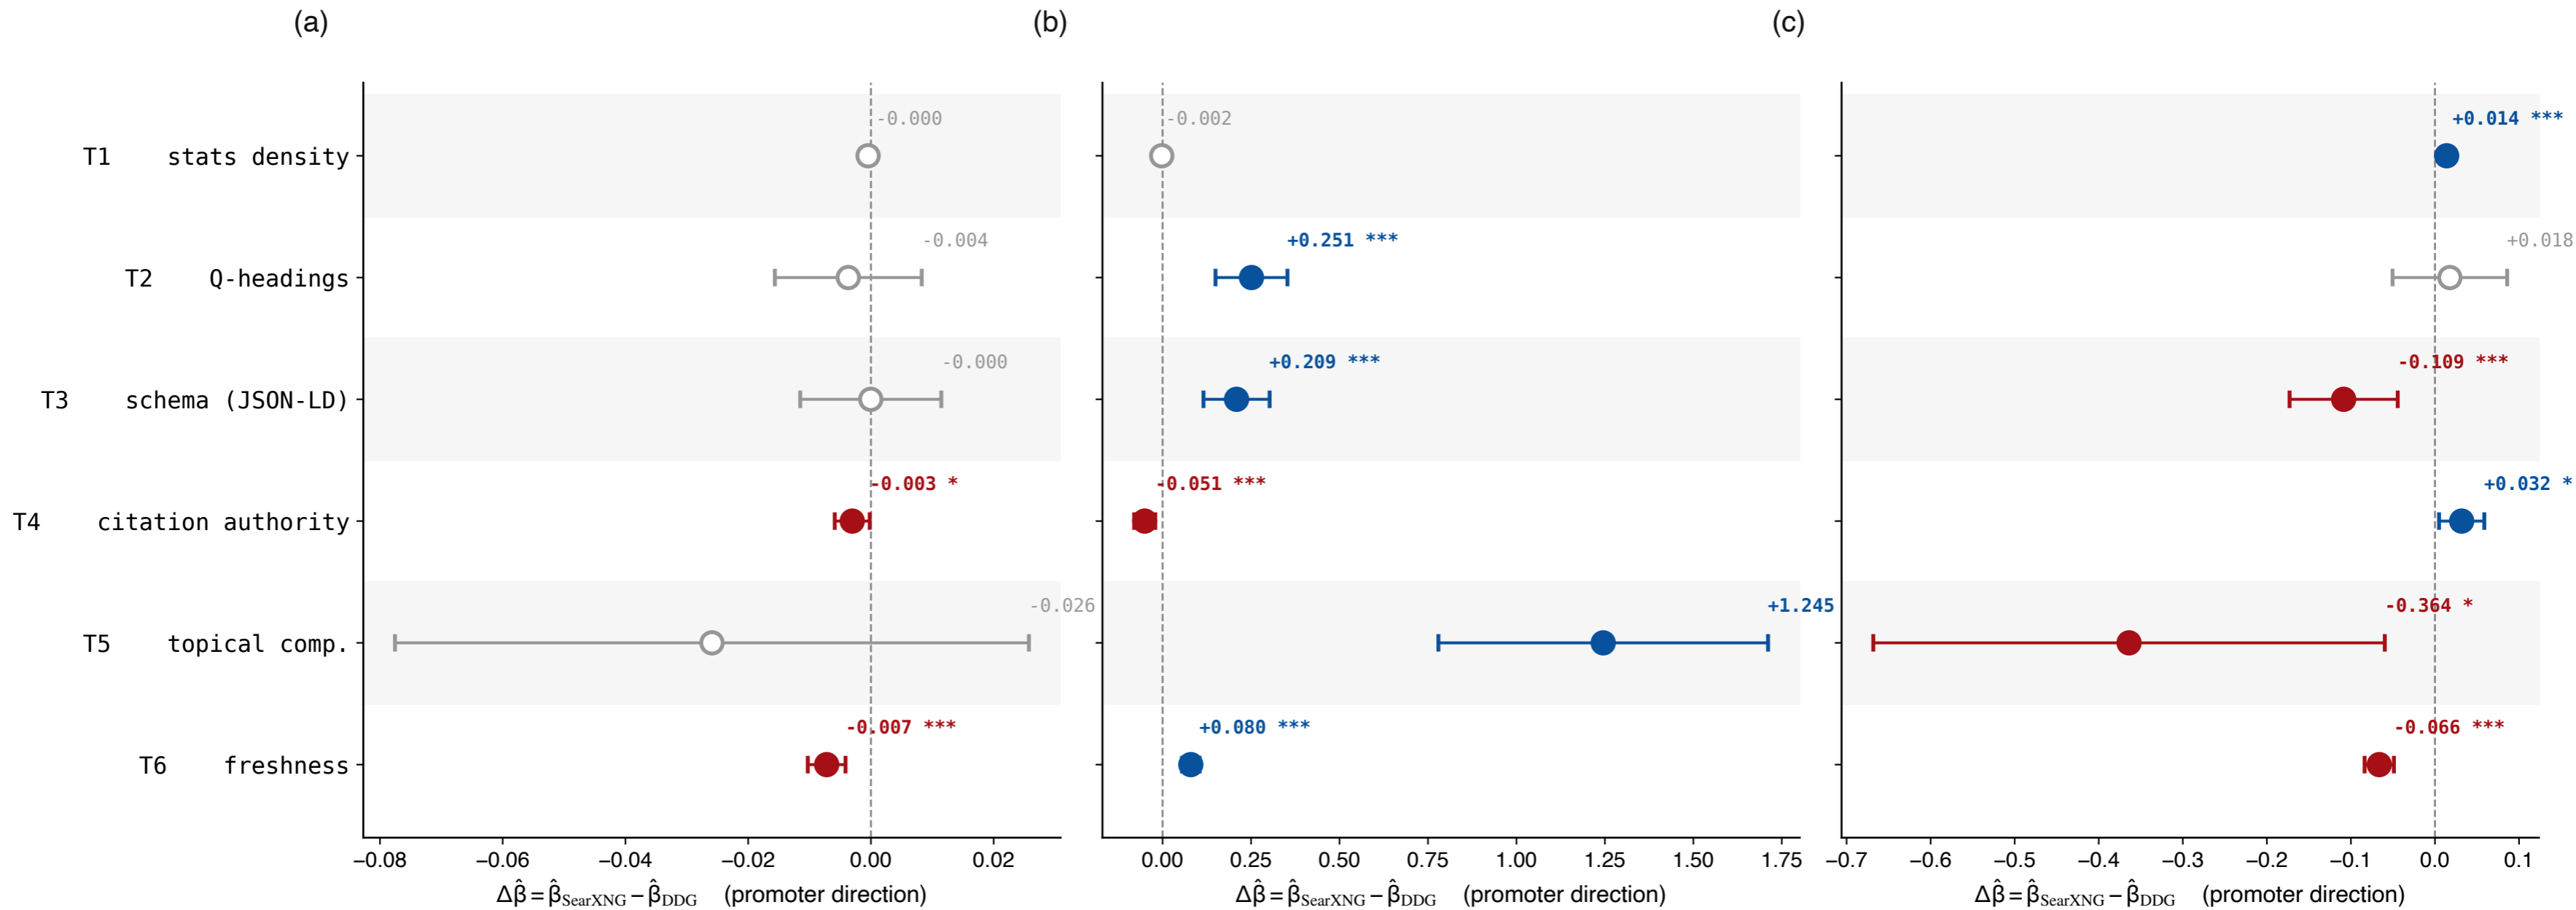 (a) (b) (c)
T1 stats density -0.000 -0.002 +0.014 ***
T2 Q-headings -0.004 +0.251 *** +0.018
T3 schema (JSON-LD) -0.000 +0.209 *** -0.109 ***
T4 citation authority -0.003 * -0.051 *** +0.032 *
T5 topical comp. -0.026 +1.245 -0.364 *
T6 freshness -0.007 *** +0.080 *** -0.066 ***
−0.08 −0.06 −0.04 −0.02 0.00 0.02 0.00 0.25 0.50 0.75 1.00 1.25 1.50 1.75 −0.7 −0.6 −0.5 −0.4 −0.3 −0.2 −0.1 0.0 0.1
Δβ̂ = β̂SearXNG − β̂DDG (promoter direction) Δβ̂ = β̂SearXNG − β̂DDG (promoter direction) Δβ̂ = β̂SearXNG − β̂DDG (promoter direction)